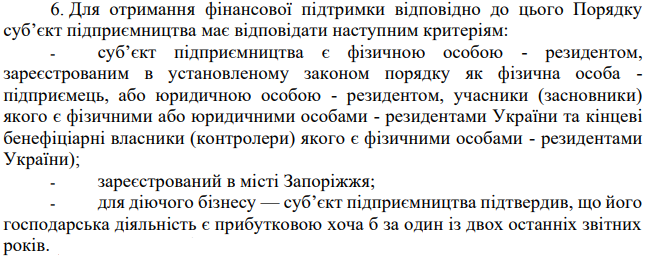 6. Для отримання фінансової підтримки відповідно до цього Порядку
суб’єкт підприємництва має відповідати наступним критеріям:
- суб’єкт підприємництва є фізичною особою - резидентом,
зареєстрованим в установленому законом порядку як фізична особа -
підприємець, або юридичною особою - резидентом, учасники (засновники)
якого є фізичними або юридичними особами - резидентами України та кінцеві
бенефіціарні власники (контролери) якого є фізичними особами - резидентами
України);
- зареєстрований в місті Запоріжжя;
- для діючого бізнесу — суб’єкт підприємництва підтвердив, що його
господарська діяльність є прибутковою хоча б за один із двох останніх звітних
років.